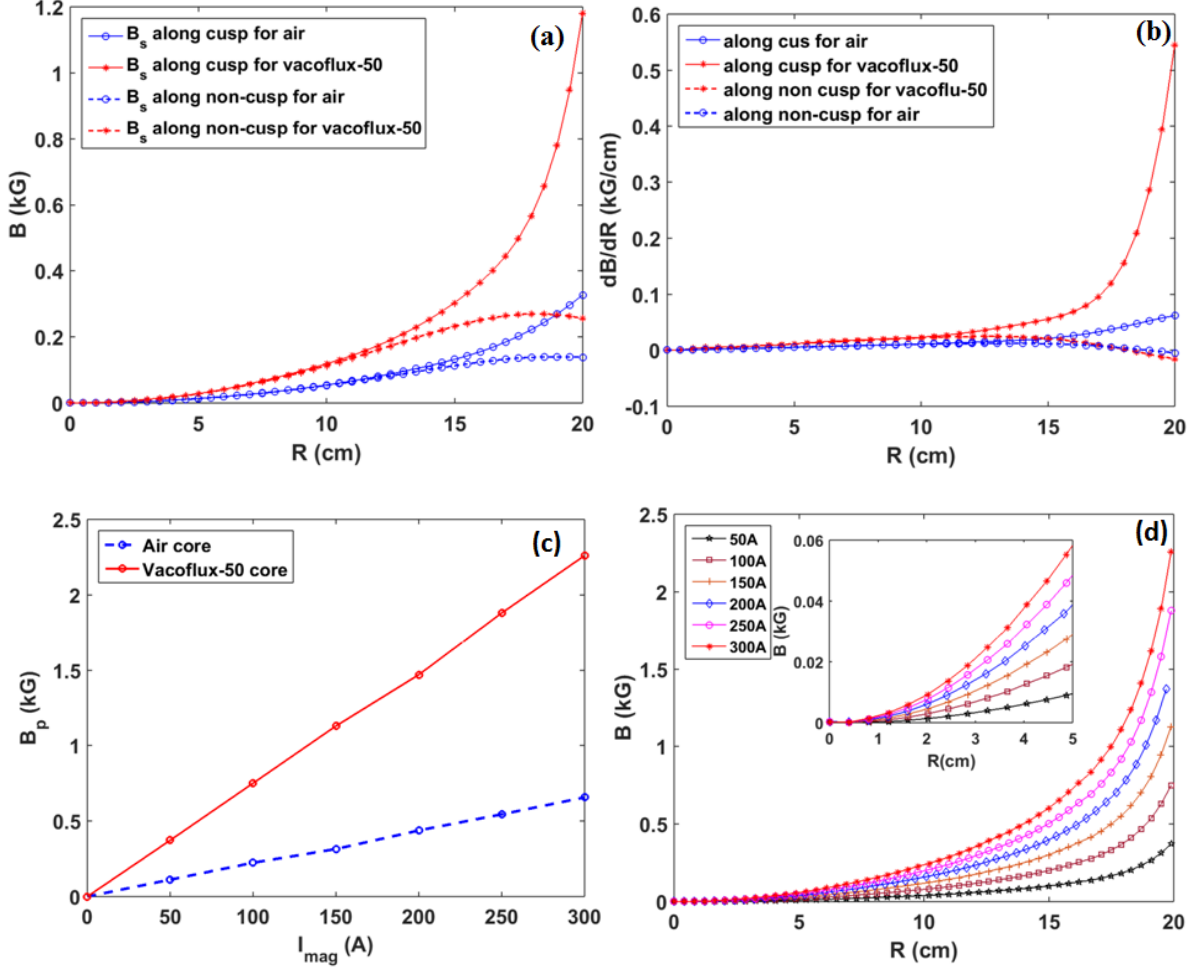 (a)
B_s along cusp for air
B_s along cusp for vacoflux-50
B_s along non-cusp for air
B_s along non-cusp for vacoflux-50
1.2
1
0.8
0.6
0.4
0.2
0
B (kG)
0 5 10 15 20
R (cm)
(b)
along cus for air
along cusp for vacoflux-50
along non cusp for vacoflu-50
along non-cusp for air
0.6
0.5
0.4
0.3
0.2
0.1
0
-0.1
dB/dR (kG/cm)
0 5 10 15 20
R (cm)
(c)
Air core
Vacoflux-50 core
2.5
2
1.5
1
0.5
0
B_p (kG)
0 50 100 150 200 250 300
I_mag (A)
(d)
50A
100A
150A
200A
250A
300A
2.5
2
1.5
1
0.5
0
B (kG)
0 5 10 15 20
R (cm)
0.06
0.04
0.02
0
B (kG)
0 1 2 3 4 5
R(cm)